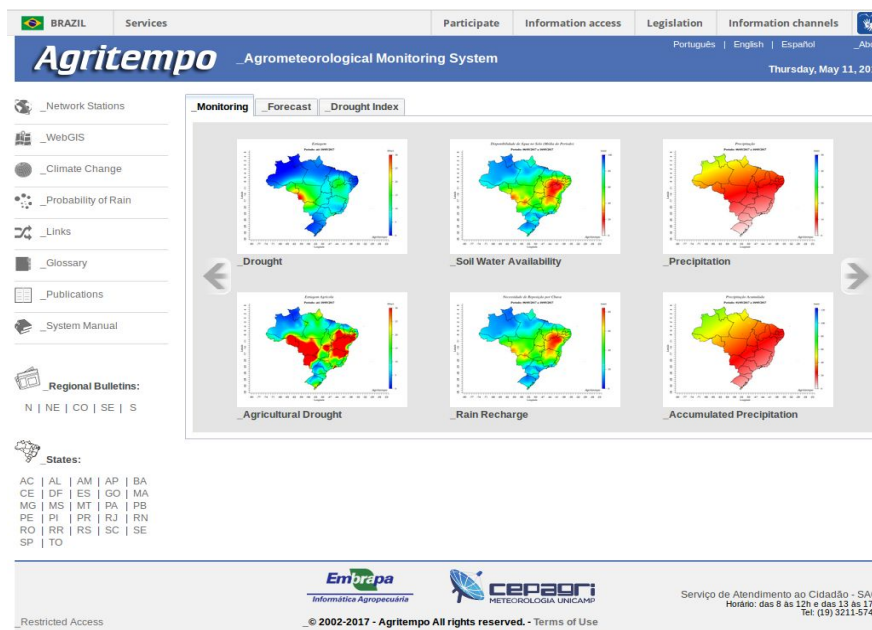 BRAZIL Services Participate Information access Legislation Information channels
Português | English | Español
Agritempo _Agrometeorological Monitoring System
Thursday, May 11,
_Network Stations
_WebGIS
_Climate Change
_Probability of Rain
_Links
_Glossary
_Publications
_System Manual
_Regional Bulletins:
N | NE | CO | SE | S
_States:
AC | AL | AM | AP | BA
CE | DF | ES | GO | MA
MG | MS | MT | PA | PB
PE | PI | PR | RJ | RN
RO | RR | RS | SC | SE
SP | TO
_Monitoring _Forecast _Drought Index
_Drought _Soil Water Availability _Precipitation
_Agricultural Drought _Rain Recharge _Accumulated Precipitation
Embrapa
Informática Agropecuária
cepagri
METEOROLOGIA UNICAMP
Serviço de Atendimento ao Cidadão -
Horário: das 8 às 12h e das 13 às
Tel: (19)
_Restricted Access
_© 2002-2017 - Agritempo All rights reserved. - Terms of Use